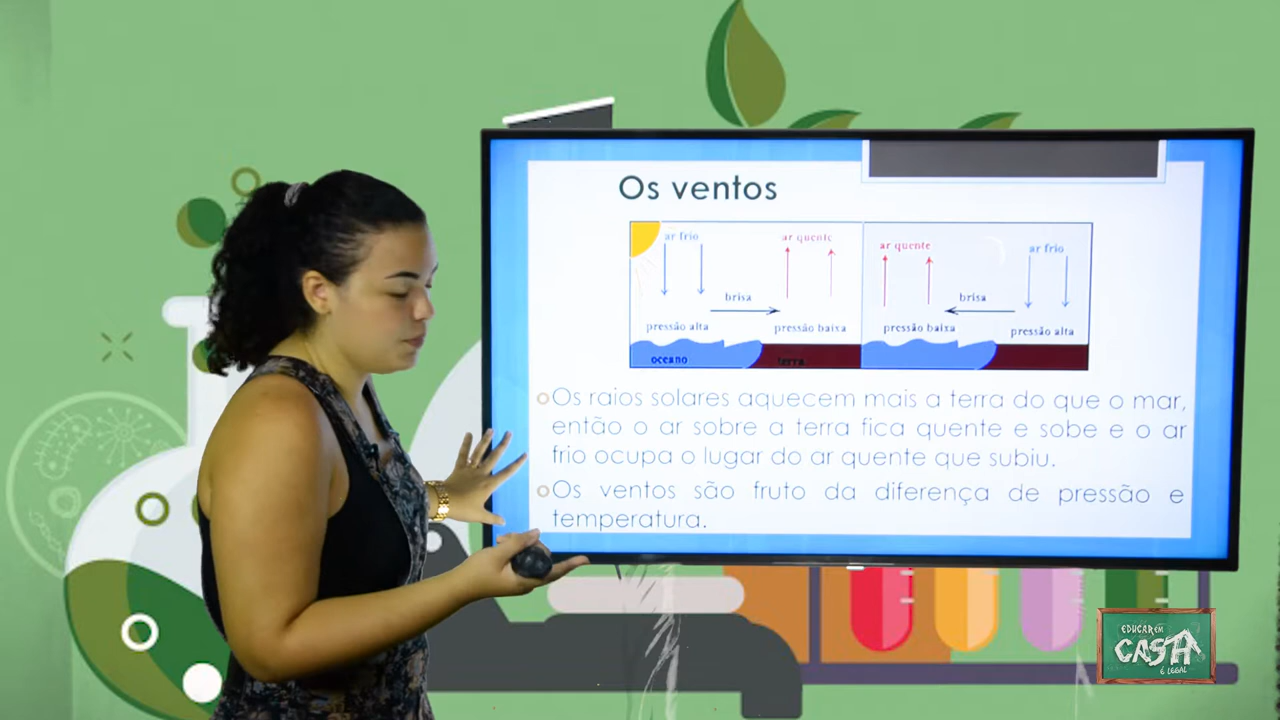 Os ventos
ar frio
ar quente
ar quente
ar frio
brisa
brisa
pressão alta
pressão baixa
pressão baixa
pressão alta
oceano
terra
Os raios solares aquecem mais a terra do que o mar,
então o ar sobre a terra fica quente e sobe e o ar
frio ocupa o lugar do ar quente que subiu.
Os ventos são fruto da diferença de pressão e
temperatura.
EDUCAR EM
CASA
É LEGAL